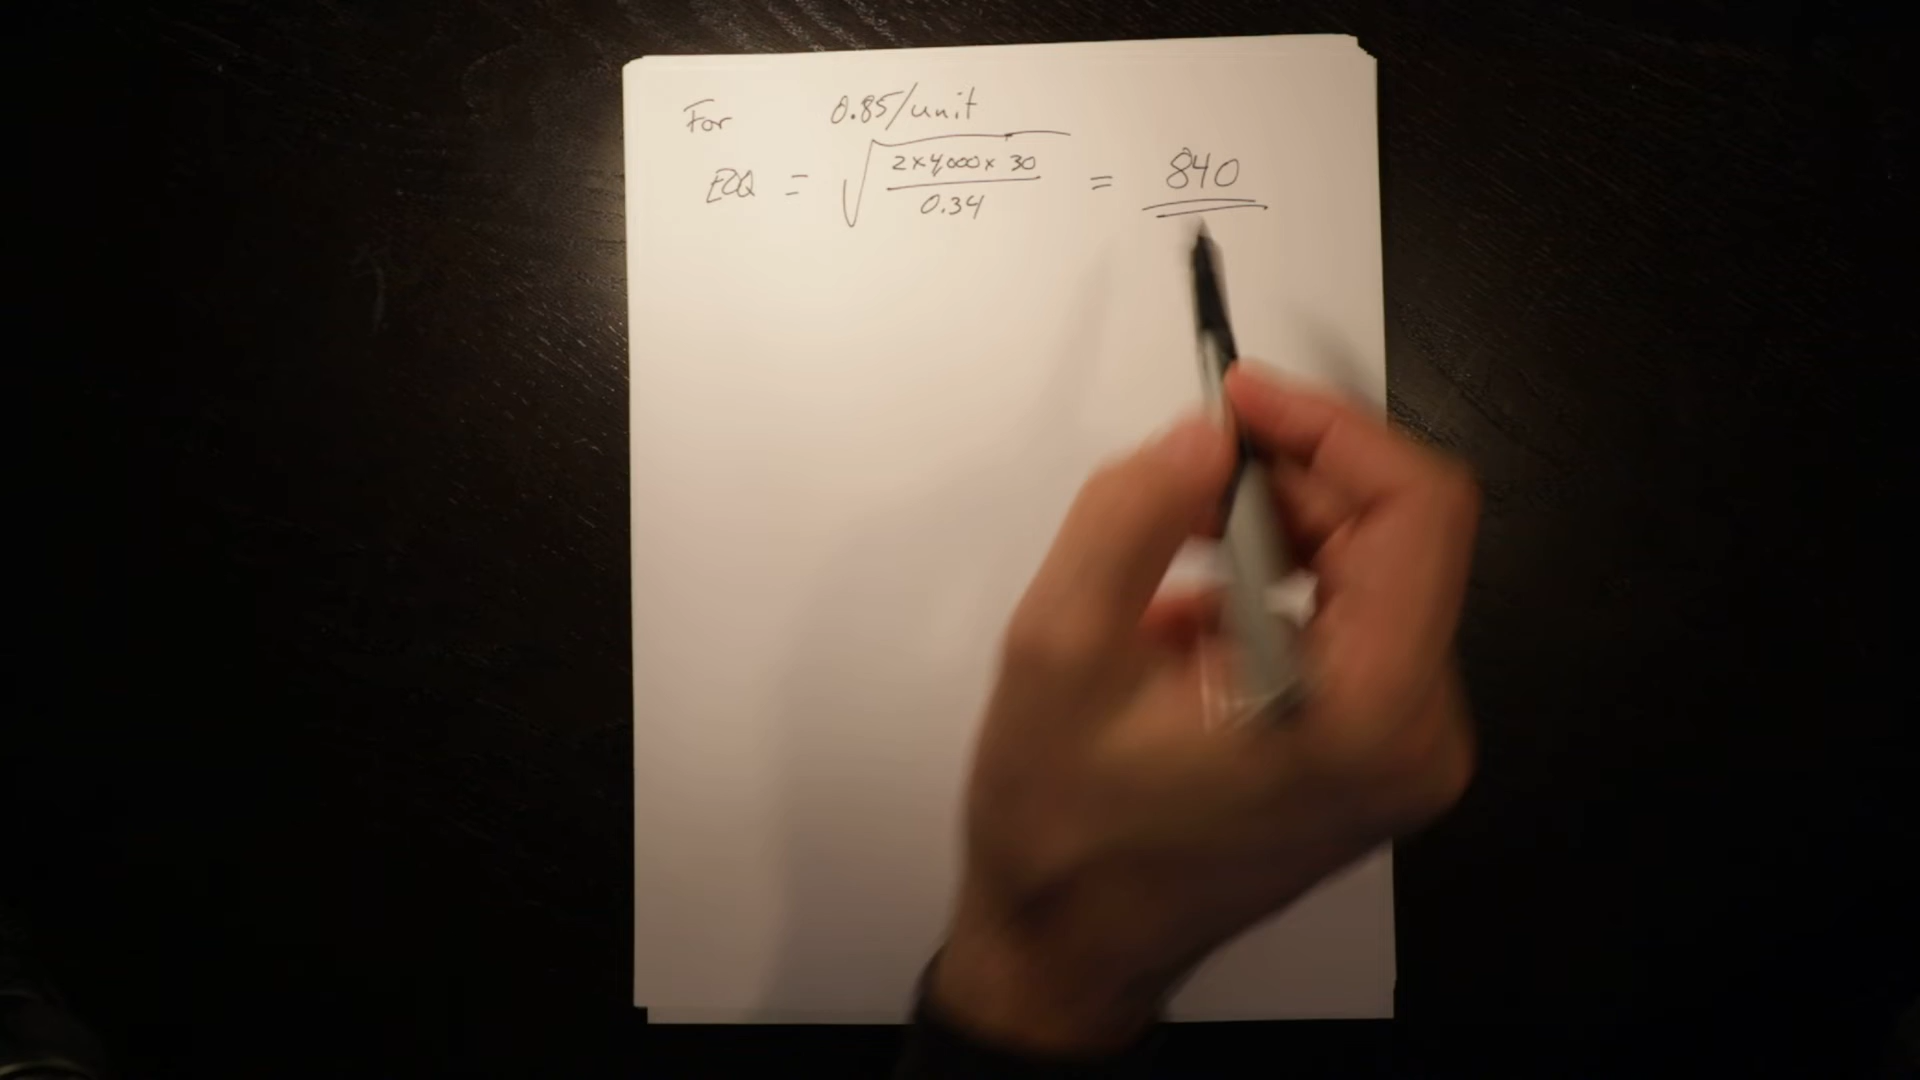 For 0.85/unit
EOQ = √(2×4,000× 30 / 0.34) = 840